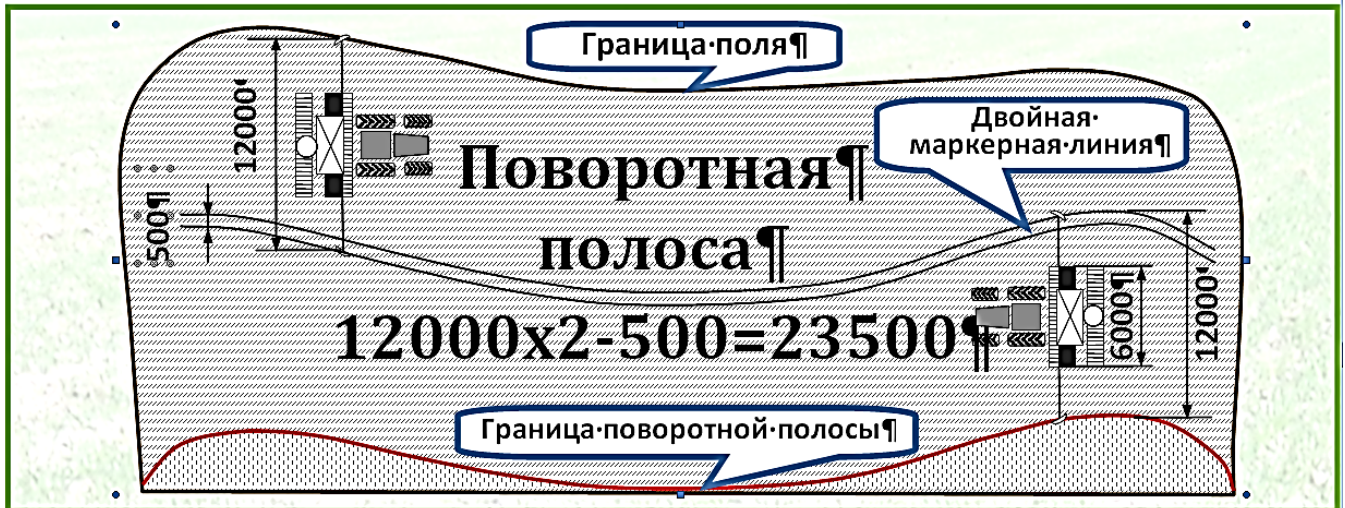 Граница·поля¶
12000¶
Двойная·
маркерная·линия¶
Поворотная¶
500¶
полоса¶
12000¶
6000¶
12000х2-500=23500¶
Граница·поворотной·полосы¶